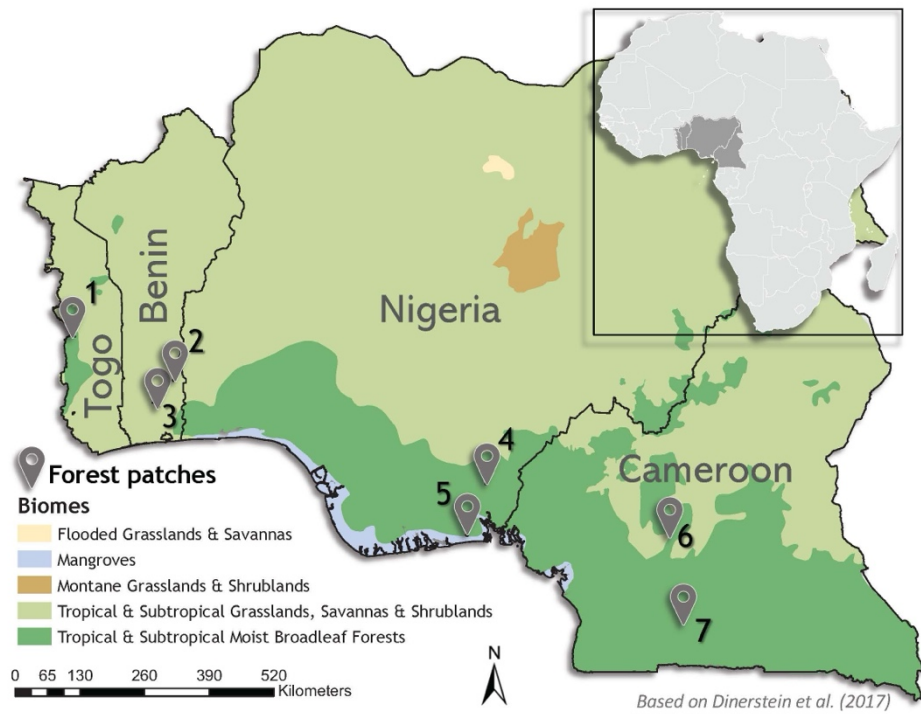 1
Togo
Benin
2
3
Nigeria
4
5
Cameroon
6
7
Forest patches
Biomes
Flooded Grasslands & Savannas
Mangroves
Montane Grasslands & Shrublands
Tropical & Subtropical Grasslands, Savannas & Shrublands
Tropical & Subtropical Moist Broadleaf Forests
0 65 130 260 390 520
Kilometers
N
Based on Dinerstein et al. (2017)